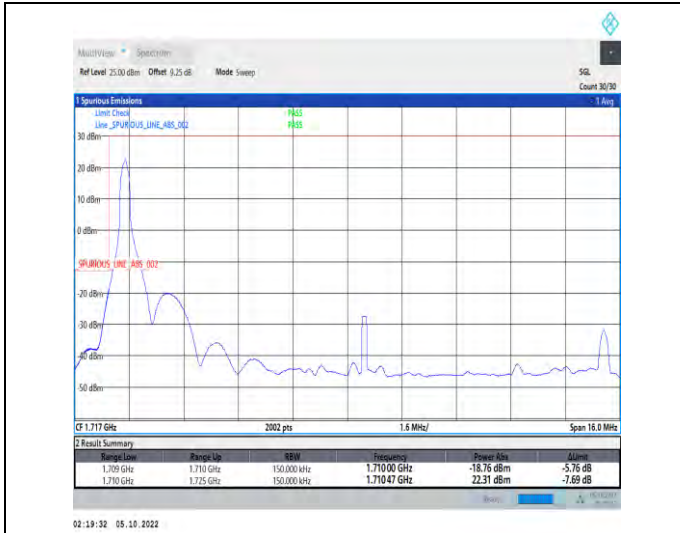 MultiView Spectrum
Ref Level 25.00 dBm Offset 9.25 dB Mode Sweep SGL
Count 30/30
1 Spurious Emissions 1 Avg
Limit Check PASS
Line _SPURIOUS_LINE_ABS_002 PASS
30 dBm
20 dBm
10 dBm
0 dBm
SPURIOUS_LINE_ABS_002
-20 dBm
-30 dBm
-40 dBm
-50 dBm
CF 1.717 GHz 2002 pts 1.6 MHz/ Span 16.0 MHz
2 Result Summary
Range Low Range Up RBW Frequency Power Abs ΔLimit
1.709 GHz 1.710 GHz 150.000 kHz 1.71000 GHz -18.76 dBm -5.76 dB
1.710 GHz 1.725 GHz 150.000 kHz 1.71047 GHz 22.31 dBm -7.69 dB
02:19:32 05.10.2022